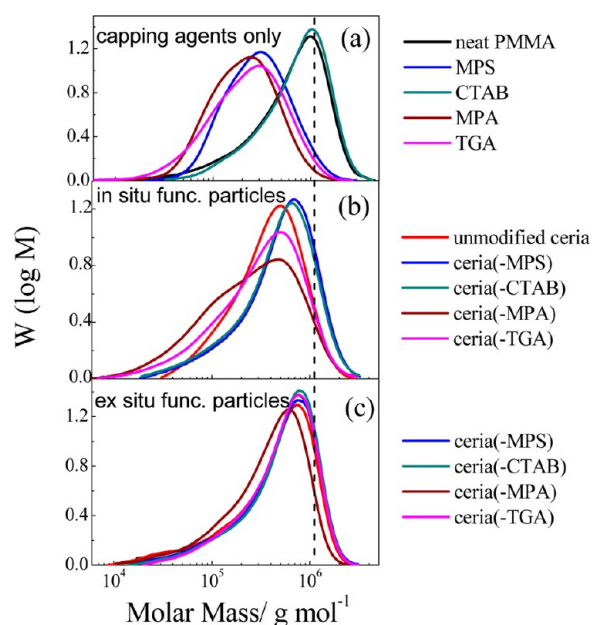 capping agents only (a)
1.2
0.8
0.4
0.0
neat PMMA
MPS
CTAB
MPA
TGA
in situ func. particles (b)
1.2
0.8
0.4
0.0
unmodified ceria
ceria(-MPS)
ceria(-CTAB)
ceria(-MPA)
ceria(-TGA)
W (log M)
ex situ func. particles (c)
1.2
0.8
0.4
0.0
ceria(-MPS)
ceria(-CTAB)
ceria(-MPA)
ceria(-TGA)
10⁴ 10⁵ 10⁶
Molar Mass/ g mol⁻¹